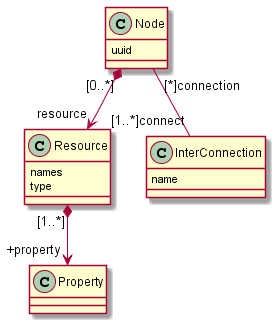 C Node
uuid
[0..*]
[*]connection
resource
[1..*]connect
C Resource
names
type
C InterConnection
name
[1..*]
+property
C Property